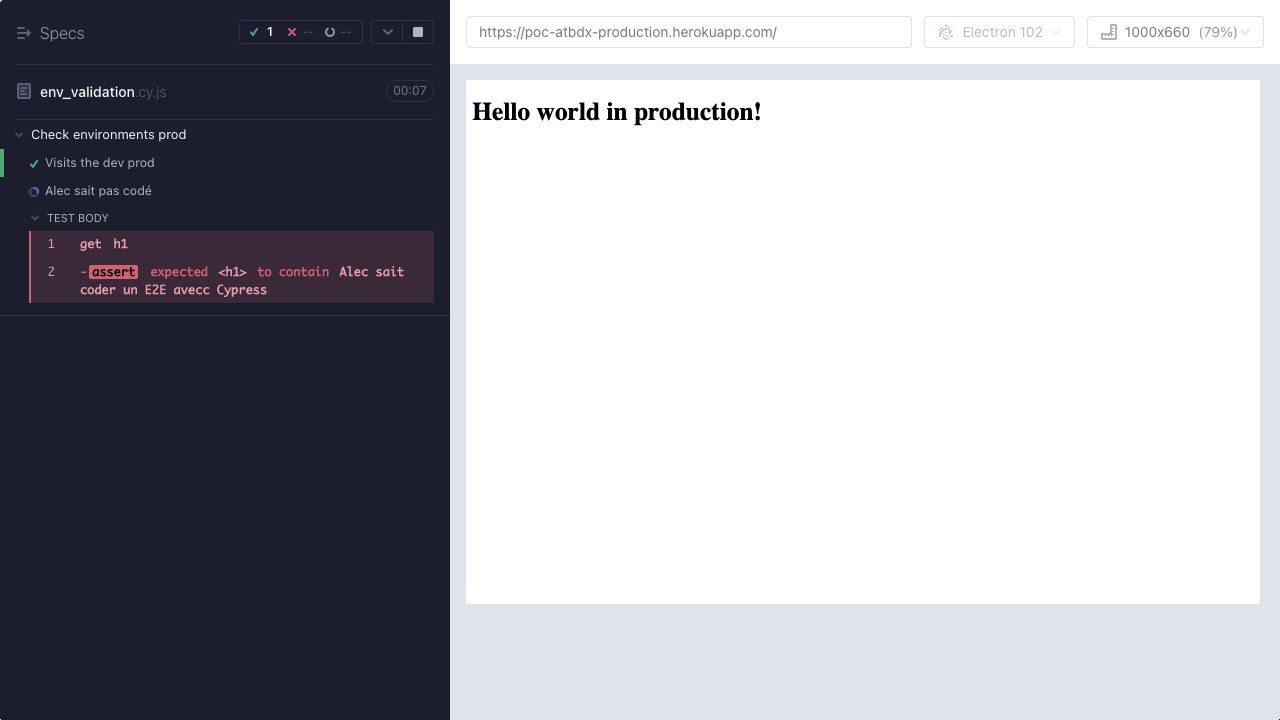 Specs
1
--
--
env_validation.cy.js
00:07
Check environments prod
Visits the dev prod
Alec sait pas codé
TEST BODY
1 get h1
2 -assert expected <h1> to contain Alec sait
coder un E2E avecc Cypress
https://poc-atbdx-production.herokuapp.com/
Electron 102
1000x660 (79%)
Hello world in production!